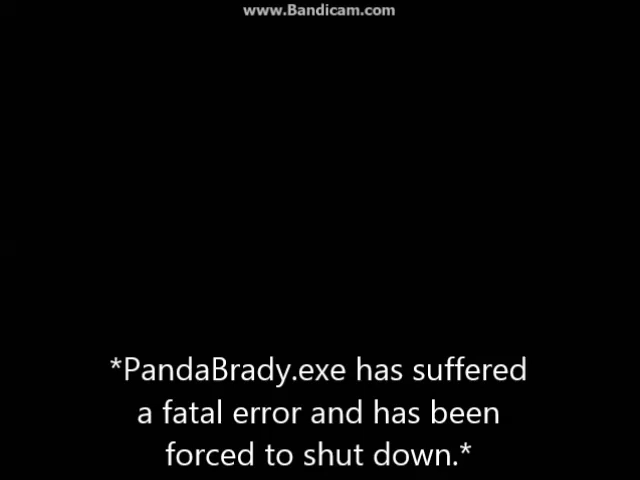 www.Bandicam.com
*PandaBrady.exe has suffered
a fatal error and has been
forced to shut down.*